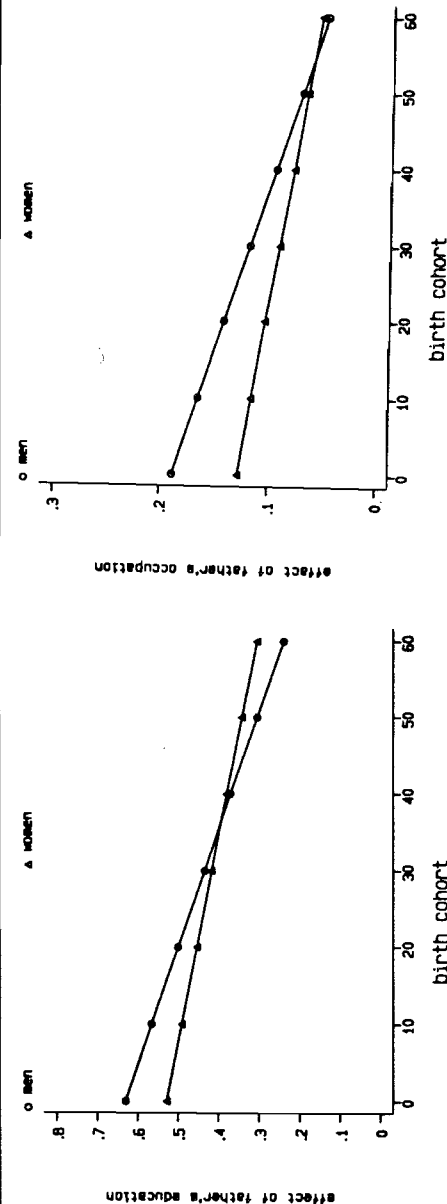 o men
▵ women
effect of father's education
.8
.7
.6
.5
.4
.3
.2
.1
0
0 10 20 30 40 50 60
birth cohort
o men
▵ women
effect of father's occupation
.3
.2
.1
0
0 10 20 30 40 50 60
birth cohort